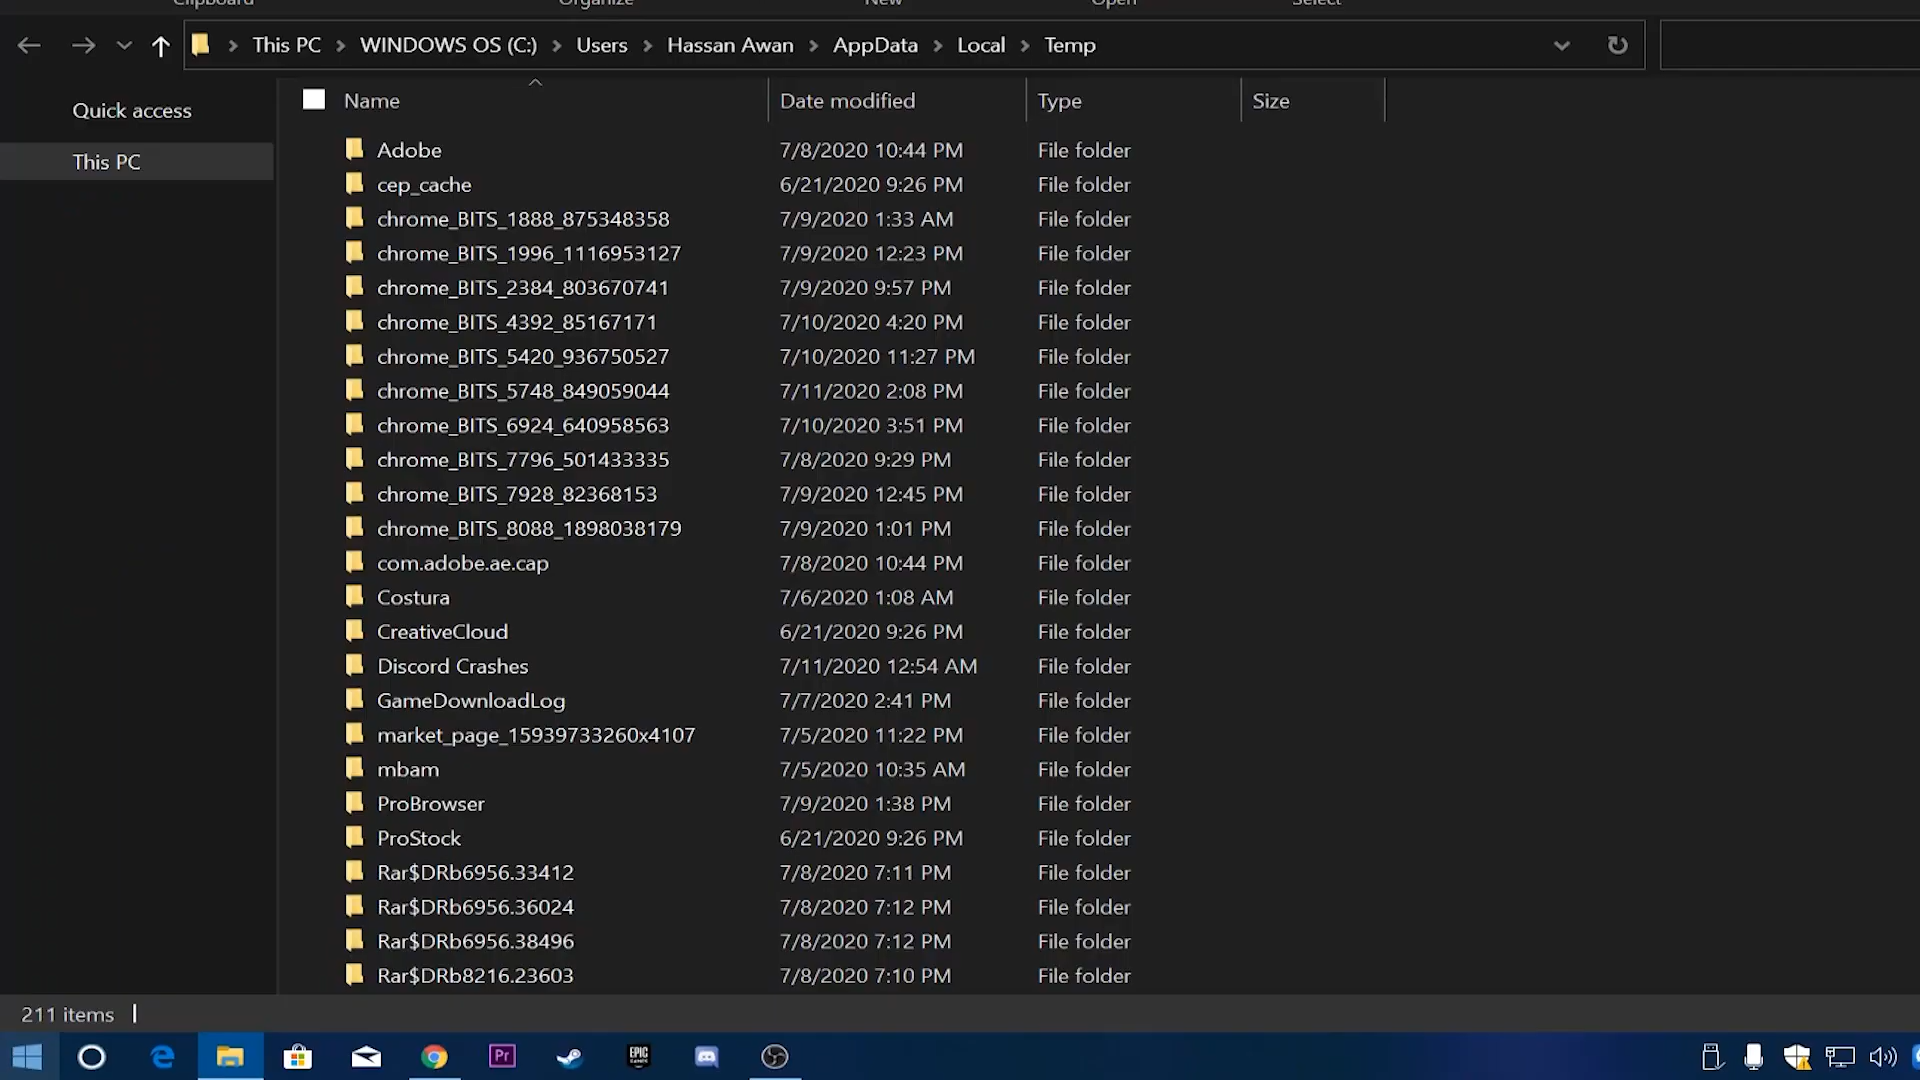 Clipboard Organize New Open Select
This PC > WINDOWS OS (C:) > Users > Hassan Awan > AppData > Local > Temp
Quick access
This PC
Name Date modified Type Size
Adobe 7/8/2020 10:44 PM File folder
cep_cache 6/21/2020 9:26 PM File folder
chrome_BITS_1888_875348358 7/9/2020 1:33 AM File folder
chrome_BITS_1996_1116953127 7/9/2020 12:23 PM File folder
chrome_BITS_2384_803670741 7/9/2020 9:57 PM File folder
chrome_BITS_4392_85167171 7/10/2020 4:20 PM File folder
chrome_BITS_5420_936750527 7/10/2020 11:27 PM File folder
chrome_BITS_5748_849059044 7/11/2020 2:08 PM File folder
chrome_BITS_6924_640958563 7/10/2020 3:51 PM File folder
chrome_BITS_7796_501433335 7/8/2020 9:29 PM File folder
chrome_BITS_7928_82368153 7/9/2020 12:45 PM File folder
chrome_BITS_8088_1898038179 7/9/2020 1:01 PM File folder
com.adobe.ae.cap 7/8/2020 10:44 PM File folder
Costura 7/6/2020 1:08 AM File folder
CreativeCloud 6/21/2020 9:26 PM File folder
Discord Crashes 7/11/2020 12:54 AM File folder
GameDownloadLog 7/7/2020 2:41 PM File folder
market_page_15939733260x4107 7/5/2020 11:22 PM File folder
mbam 7/5/2020 10:35 AM File folder
ProBrowser 7/9/2020 1:38 PM File folder
ProStock 6/21/2020 9:26 PM File folder
Rar$DRb6956.33412 7/8/2020 7:11 PM File folder
Rar$DRb6956.36024 7/8/2020 7:12 PM File folder
Rar$DRb6956.38496 7/8/2020 7:12 PM File folder
Rar$DRb8216.23603 7/8/2020 7:10 PM File folder
211 items
Pr
EPIC GAMES